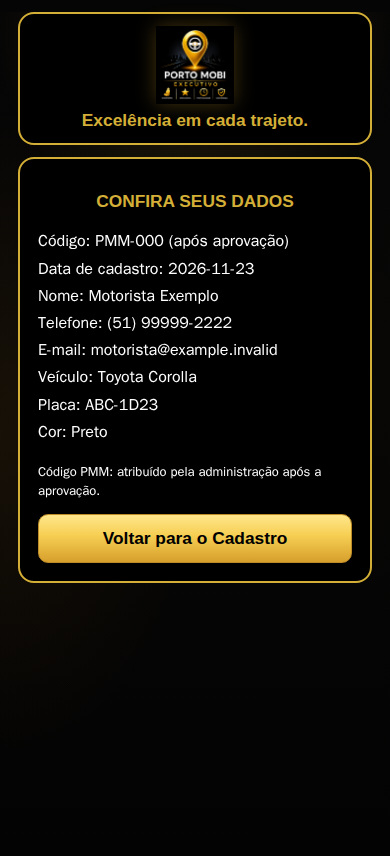 PORTO MOBI
EXECUTIVO
Excelência em cada trajeto.
CONFIRA SEUS DADOS
Código: PMM-000 (após aprovação)
Data de cadastro: 2026-11-23
Nome: Motorista Exemplo
Telefone: (51) 99999-2222
E-mail: motorista@example.invalid
Veículo: Toyota Corolla
Placa: ABC-1D23
Cor: Preto
Código PMM: atribuído pela administração após a
aprovação.
Voltar para o Cadastro